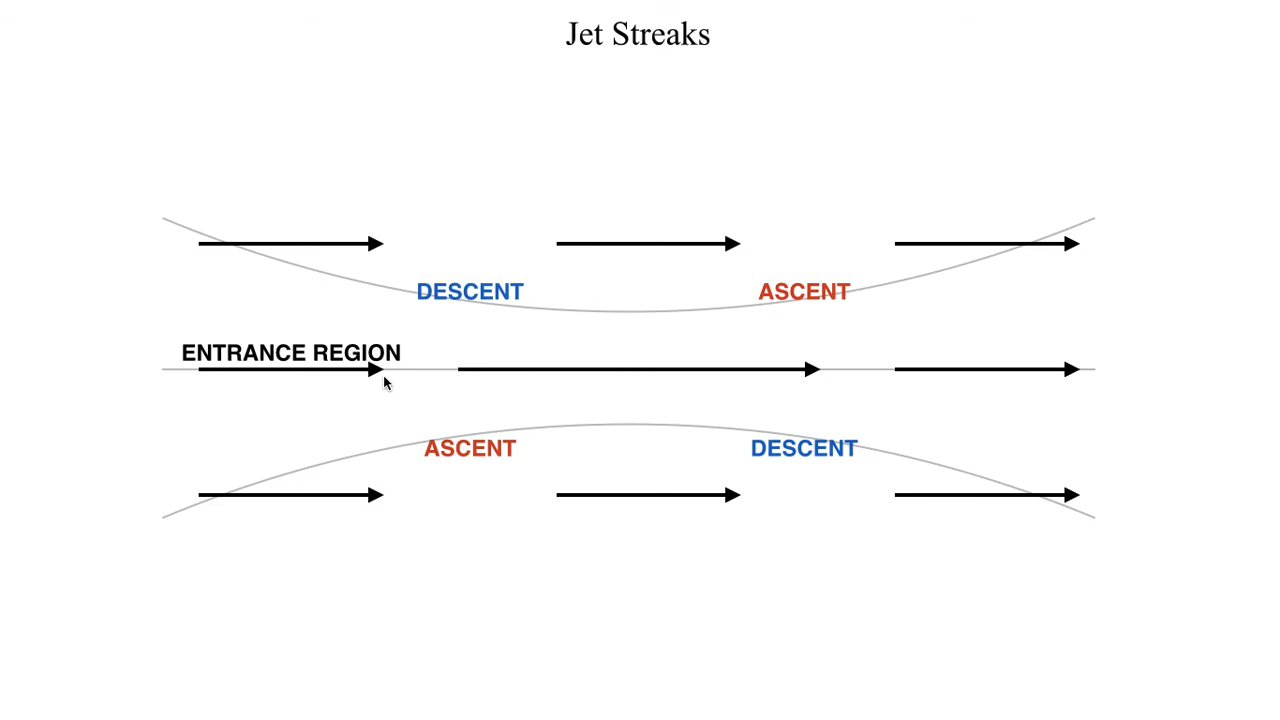 Jet Streaks
DESCENT
ASCENT
ENTRANCE REGION
ASCENT
DESCENT